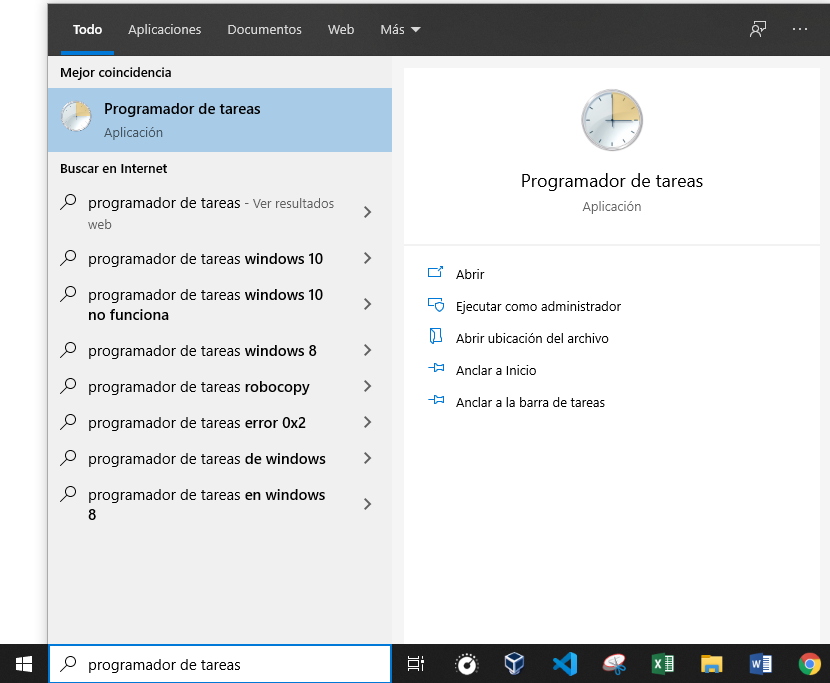 Todo Aplicaciones Documentos Web Más
Mejor coincidencia
Programador de tareas
Aplicación
Buscar en Internet
programador de tareas - Ver resultados
web
programador de tareas windows 10
programador de tareas windows 10
no funciona
programador de tareas windows 8
programador de tareas robocopy
programador de tareas error 0x2
programador de tareas de windows
programador de tareas en windows
8
Programador de tareas
Aplicación
Abrir
Ejecutar como administrador
Abrir ubicación del archivo
Anclar a Inicio
Anclar a la barra de tareas
programador de tareas